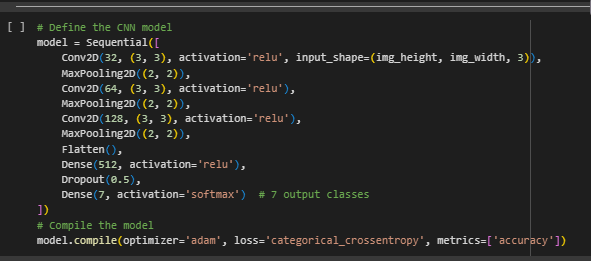 [ ] # Define the CNN model
model = Sequential([
    Conv2D(32, (3, 3), activation='relu', input_shape=(img_height, img_width, 3)),
    MaxPooling2D((2, 2)),
    Conv2D(64, (3, 3), activation='relu'),
    MaxPooling2D((2, 2)),
    Conv2D(128, (3, 3), activation='relu'),
    MaxPooling2D((2, 2)),
    Flatten(),
    Dense(512, activation='relu'),
    Dropout(0.5),
    Dense(7, activation='softmax')  # 7 output classes
])
# Compile the model
model.compile(optimizer='adam', loss='categorical_crossentropy', metrics=['accuracy'])